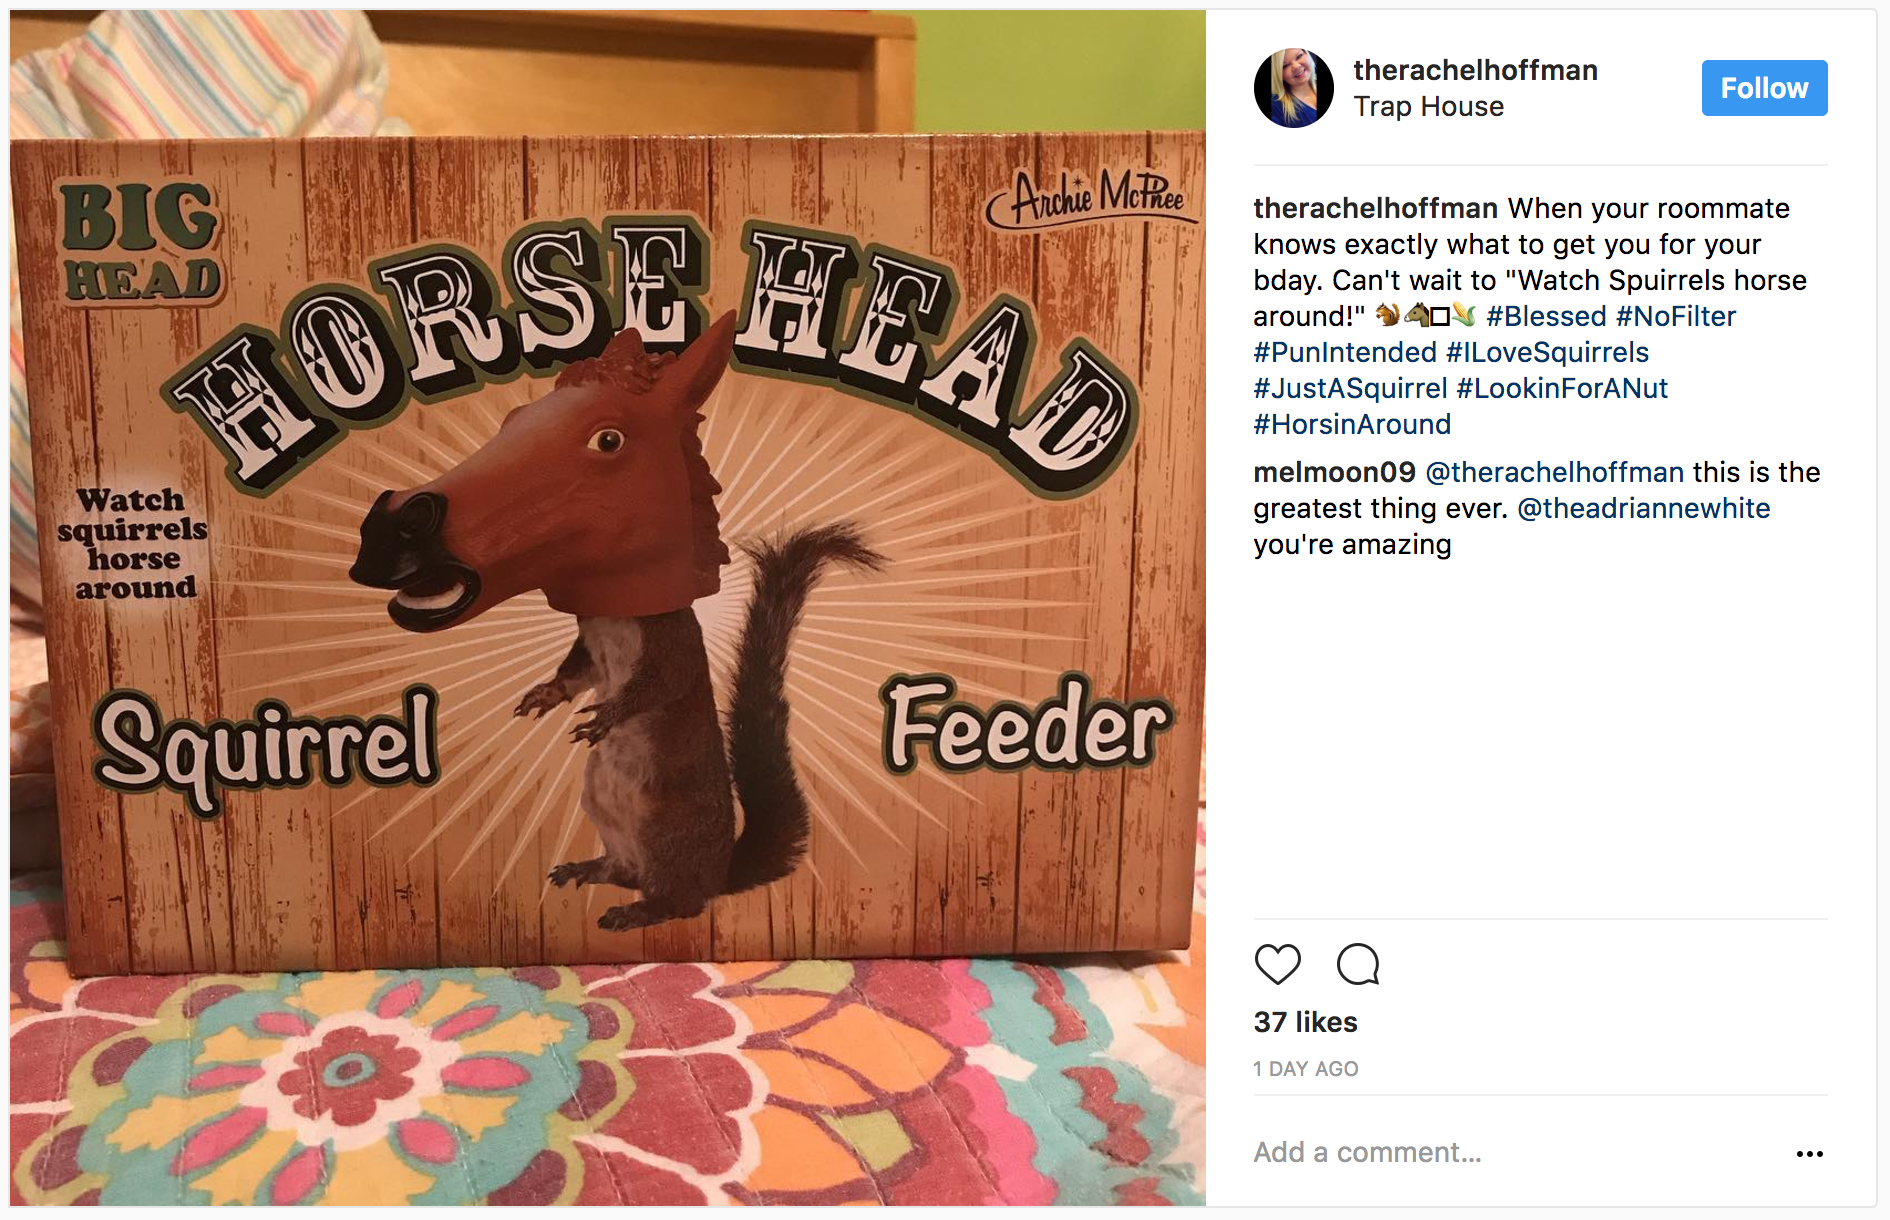 BIG
HEAD
Archie McPhee
HORSE HEAD
Watch
squirrels
horse
around
Squirrel
Feeder
therachelhoffman
Trap House
Follow
therachelhoffman When your roommate
knows exactly what to get you for your
bday. Can't wait to "Watch Spuirrels horse
around!" 🐿🐴◻🌽 #Blessed #NoFilter
#PunIntended #ILoveSquirrels
#JustASquirrel #LookinForANut
#HorsinAround
melmoon09 @therachelhoffman this is the
greatest thing ever. @theadriannewhite
you're amazing
37 likes
1 DAY AGO
Add a comment...